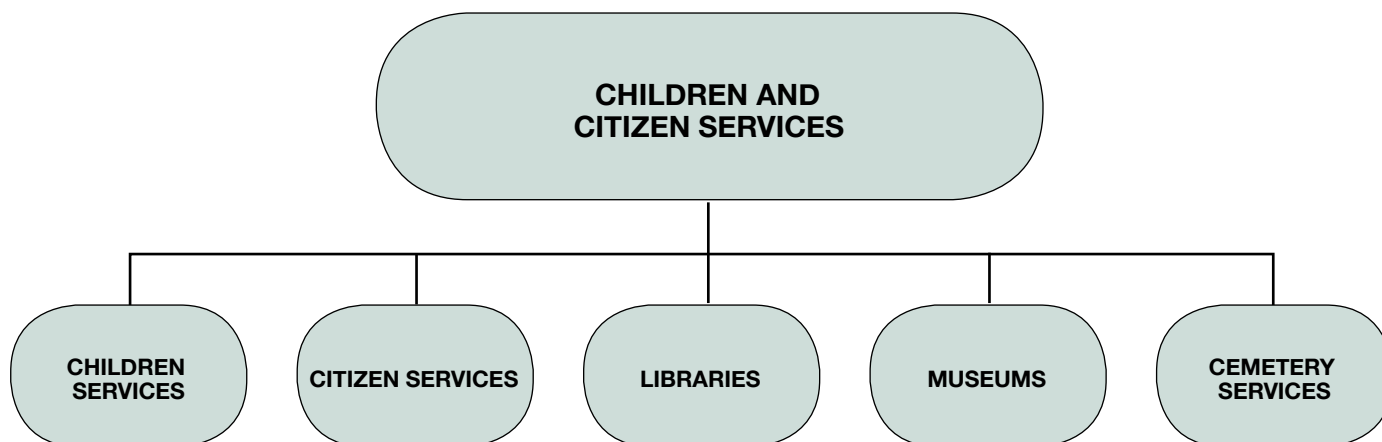 CHILDREN AND
CITIZEN SERVICES
CHILDREN
SERVICES
CITIZEN SERVICES
LIBRARIES
MUSEUMS
CEMETERY
SERVICES